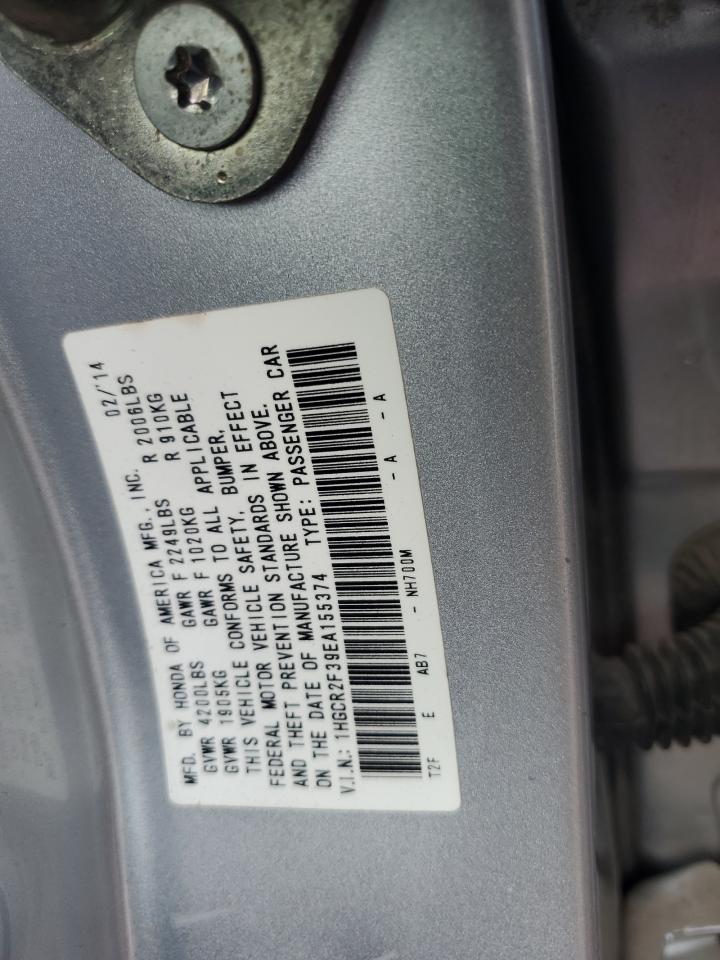 MFD. BY HONDA OF AMERICA MFG., INC. 02/'14
GVWR 4200LBS GAWR F 2249LBS R 2006LBS
GVWR 1905KG GAWR F 1020KG R 910KG
THIS VEHICLE CONFORMS TO ALL APPLICABLE
FEDERAL MOTOR VEHICLE SAFETY, BUMPER,
AND THEFT PREVENTION STANDARDS IN EFFECT
ON THE DATE OF MANUFACTURE SHOWN ABOVE.
V.I.N.: 1HGCR2F39EA155374 TYPE: PASSENGER CAR
T2F E AB7 - NH700M - A - A